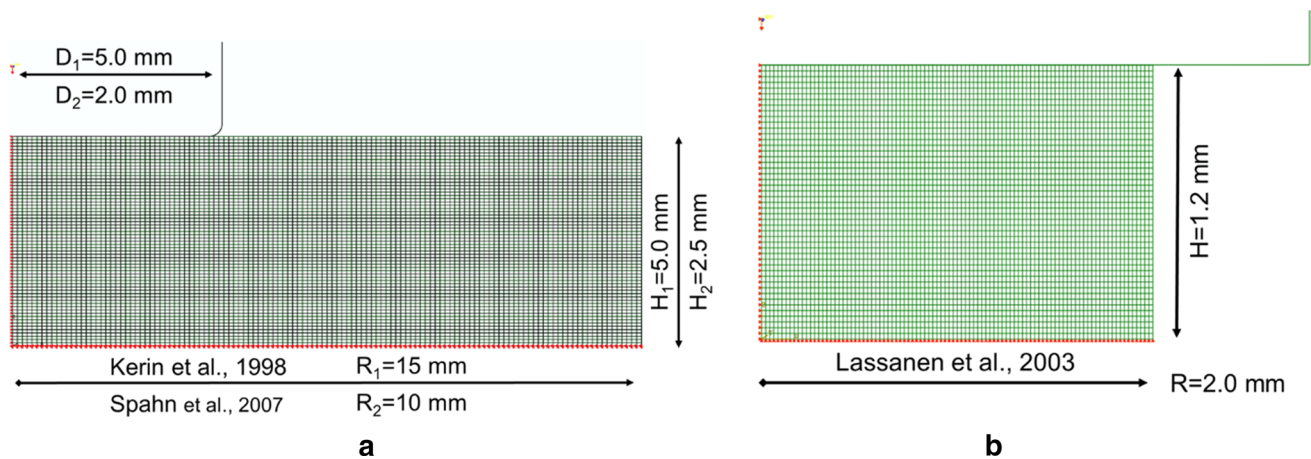 D₁=5.0 mm
D₂=2.0 mm
H₁=5.0 mm
H₂=2.5 mm
Kerin et al., 1998 R₁=15 mm
Spahn et al., 2007 R₂=10 mm
a
H=1.2 mm
Lassanen et al., 2003
R=2.0 mm
b